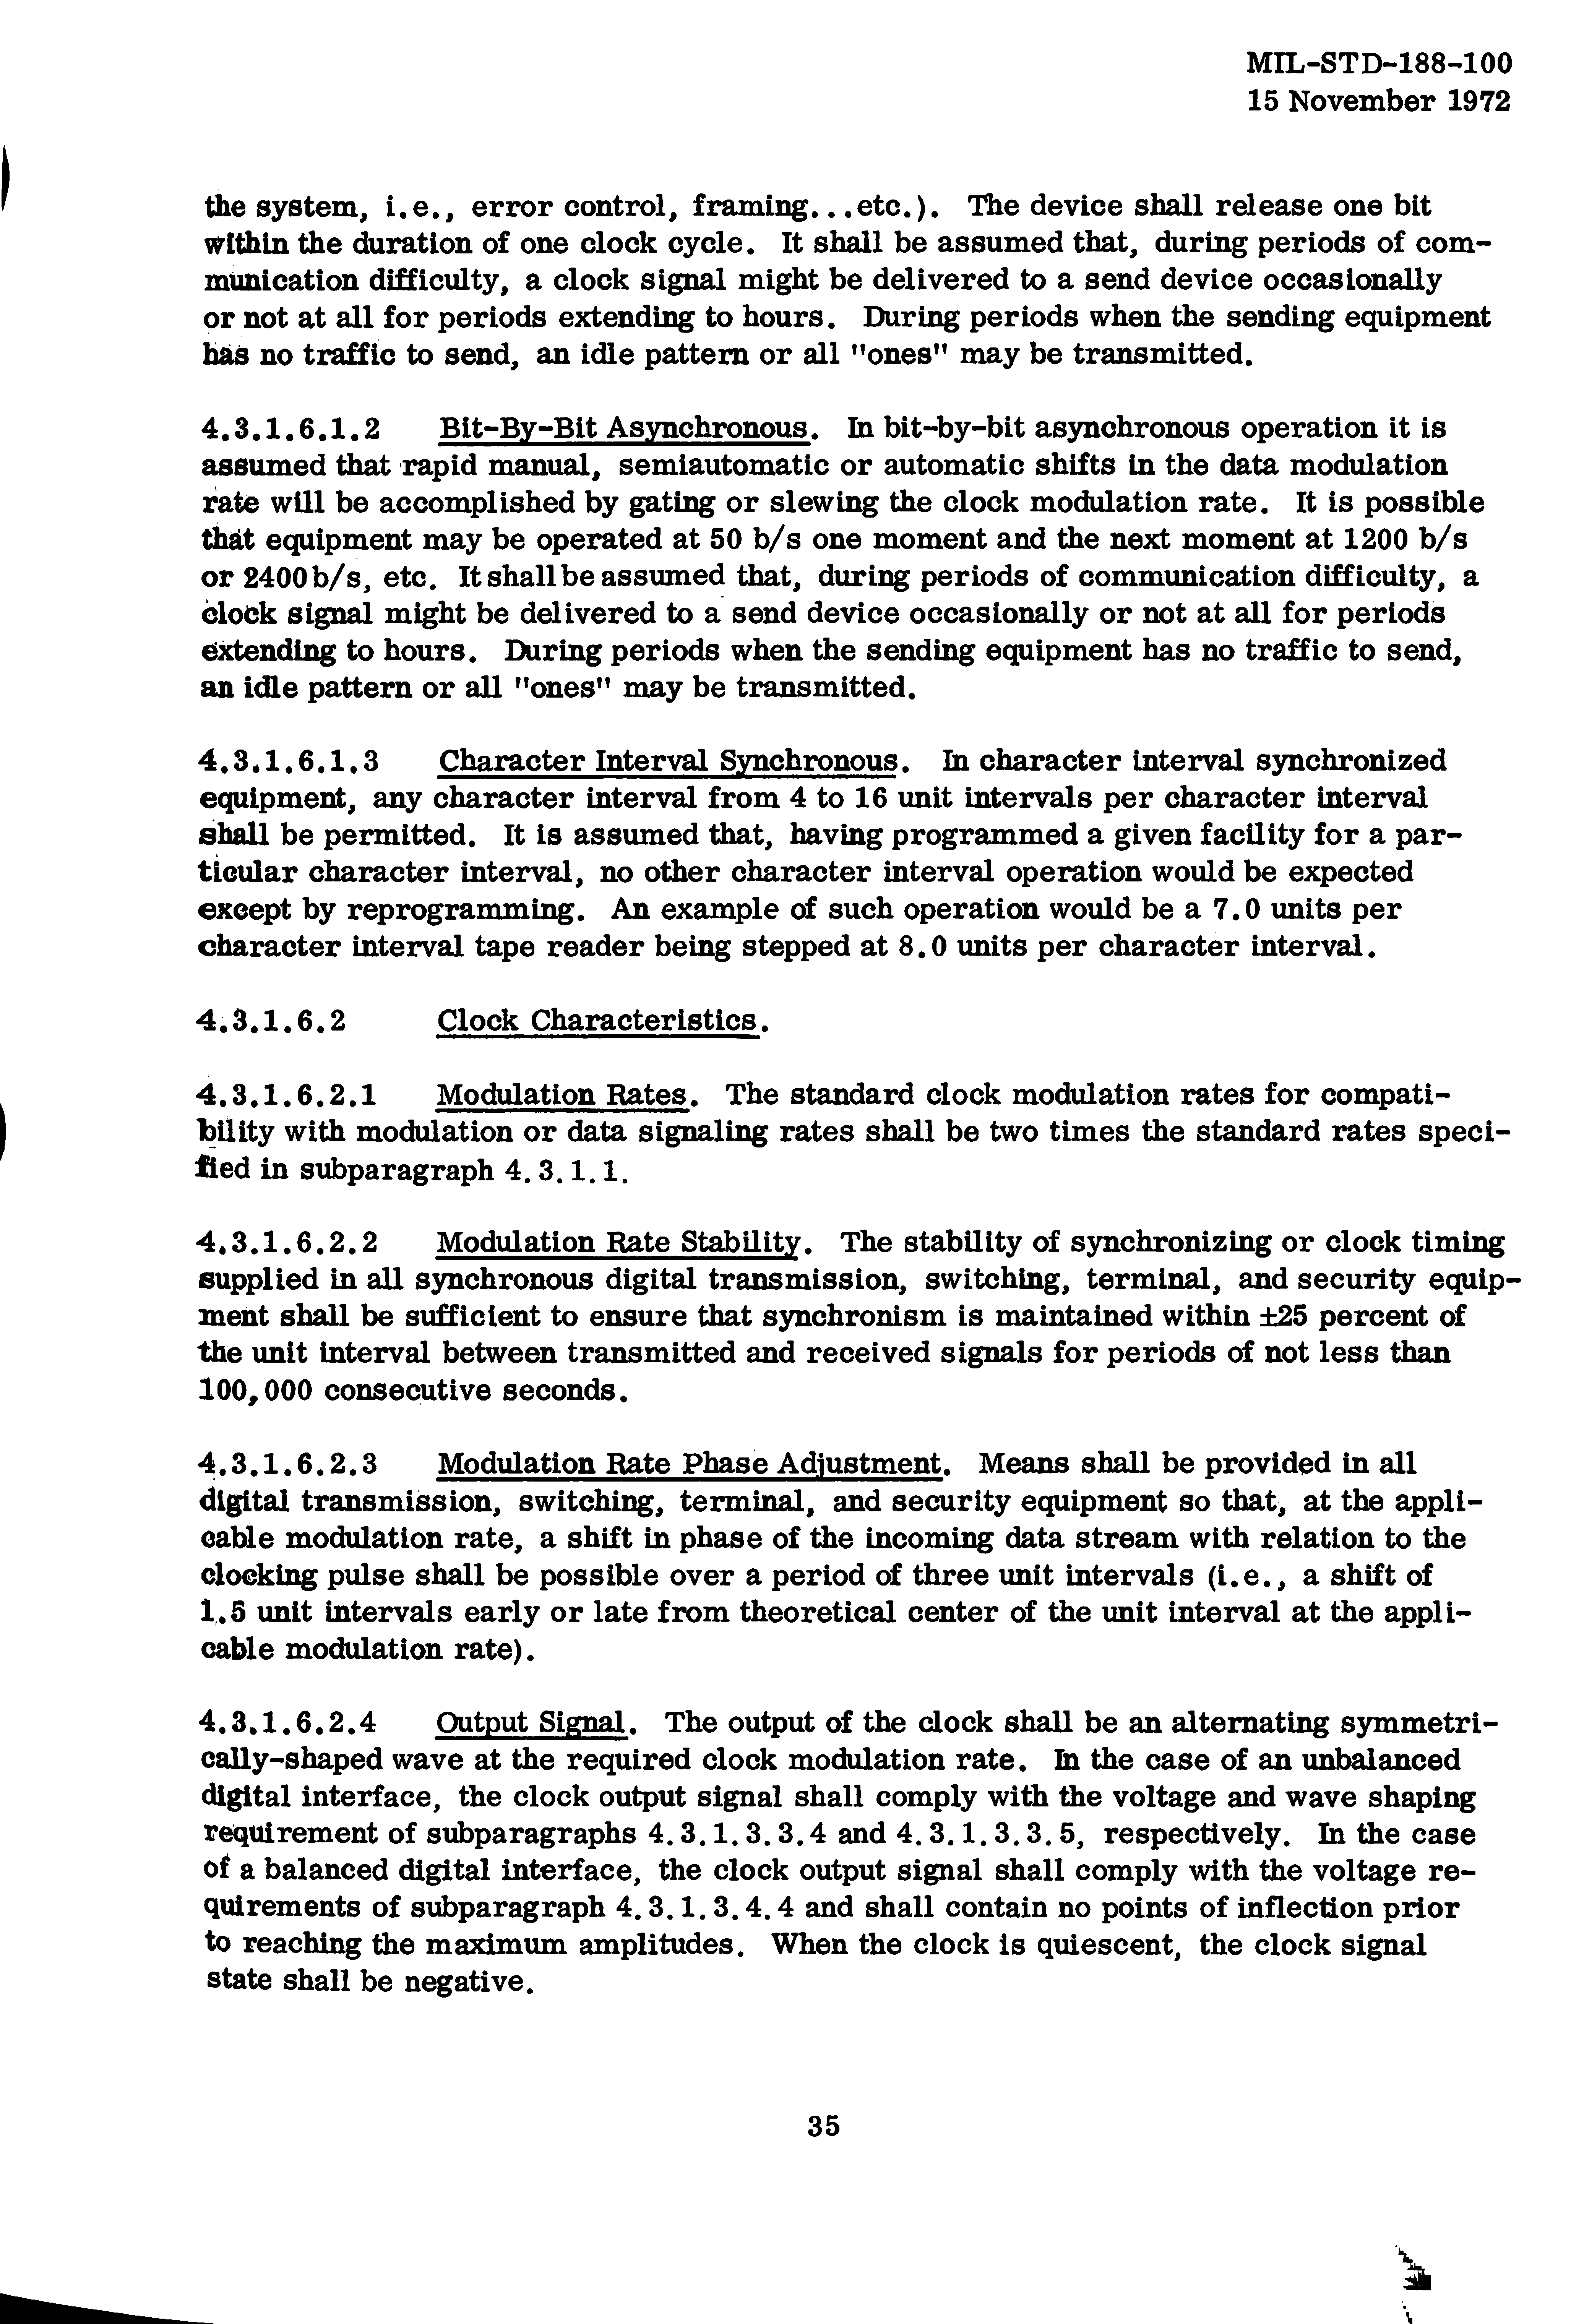 MIL-STD-188-100
15 November 1972
the system, i.e., error control, framing...etc.). The device shall release one bit
within the duration of one clock cycle. It shall be assumed that, during periods of com-
munication difficulty, a clock signal might be delivered to a send device occasionally
or not at all for periods extending to hours. During periods when the sending equipment
has no traffic to send, an idle pattern or all "ones" may be transmitted.
4.3.1.6.1.2 Bit-By-Bit Asynchronous. In bit-by-bit asynchronous operation it is
assumed that rapid manual, semiautomatic or automatic shifts in the data modulation
rate will be accomplished by gating or slewing the clock modulation rate. It is possible
that equipment may be operated at 50 b/s one moment and the next moment at 1200 b/s
or 2400 b/s, etc. It shall be assumed that, during periods of communication difficulty, a
clock signal might be delivered to a send device occasionally or not at all for periods
extending to hours. During periods when the sending equipment has no traffic to send,
an idle pattern or all "ones" may be transmitted.
4.3.1.6.1.3 Character Interval Synchronous. In character interval synchronized
equipment, any character interval from 4 to 16 unit intervals per character interval
shall be permitted. It is assumed that, having programmed a given facility for a par-
ticular character interval, no other character interval operation would be expected
except by reprogramming. An example of such operation would be a 7.0 units per
character interval tape reader being stepped at 8.0 units per character interval.
4.3.1.6.2 Clock Characteristics.
4.3.1.6.2.1 Modulation Rates. The standard clock modulation rates for compati-
bility with modulation or data signaling rates shall be two times the standard rates speci-
fied in subparagraph 4.3.1.1.
4.3.1.6.2.2 Modulation Rate Stability. The stability of synchronizing or clock timing
supplied in all synchronous digital transmission, switching, terminal, and security equip-
ment shall be sufficient to ensure that synchronism is maintained within ±25 percent of
the unit interval between transmitted and received signals for periods of not less than
100,000 consecutive seconds.
4.3.1.6.2.3 Modulation Rate Phase Adjustment. Means shall be provided in all
digital transmission, switching, terminal, and security equipment so that, at the appli-
cable modulation rate, a shift in phase of the incoming data stream with relation to the
clocking pulse shall be possible over a period of three unit intervals (i.e., a shift of
1.5 unit intervals early or late from theoretical center of the unit interval at the appli-
cable modulation rate).
4.3.1.6.2.4 Output Signal. The output of the clock shall be an alternating symmetri-
cally-shaped wave at the required clock modulation rate. In the case of an unbalanced
digital interface, the clock output signal shall comply with the voltage and wave shaping
requirement of subparagraphs 4.3.1.3.3.4 and 4.3.1.3.3.5, respectively. In the case
of a balanced digital interface, the clock output signal shall comply with the voltage re-
quirements of subparagraph 4.3.1.3.4.4 and shall contain no points of inflection prior
to reaching the maximum amplitudes. When the clock is quiescent, the clock signal
state shall be negative.
35